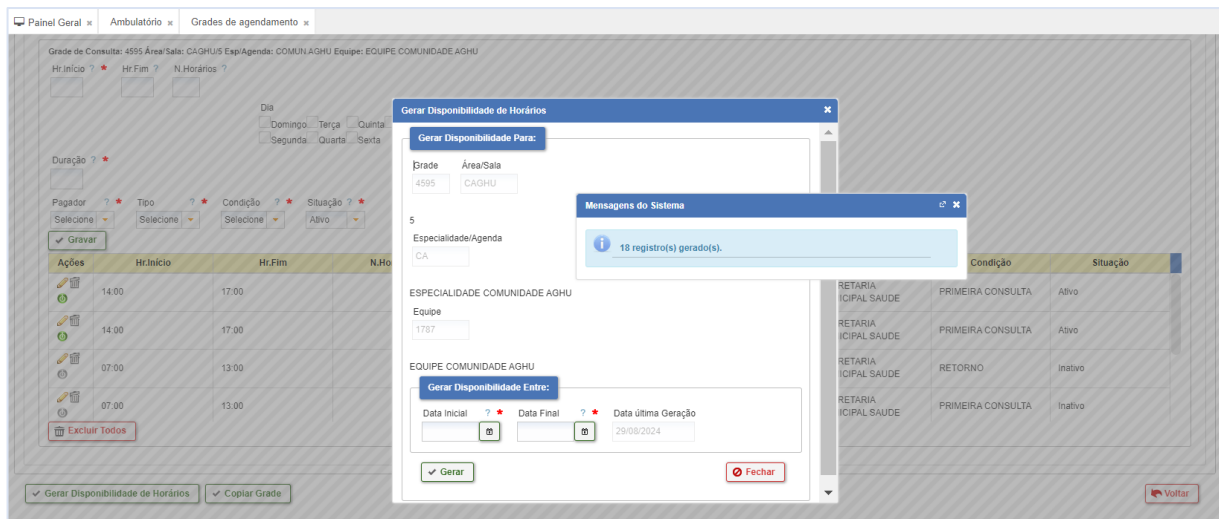 Painel Geral × Ambulatório × Grades de agendamento ×
Grade de Consulta: 4595 Área/Sala: CAGHU/5 Esp/Agenda: COMUN.AGHU Equipe: EQUIPE COMUNIDADE AGHU
Hr.Início ? * Hr.Fim ? N.Horários ?
Dia
Domingo Terça Quinta
Segunda Quarta Sexta
Duração ? *
Pagador ? * Tipo ? * Condição ? * Situação ? *
Selecione Selecione Selecione Ativo
Gravar
Ações Hr.Início Hr.Fim N.Ho Condição Situação
14:00 17:00 RETARIA ICIPAL SAUDE PRIMEIRA CONSULTA Ativo
14:00 17:00 RETARIA ICIPAL SAUDE PRIMEIRA CONSULTA Ativo
07:00 13:00 RETARIA ICIPAL SAUDE RETORNO Inativo
07:00 13:00 RETARIA ICIPAL SAUDE PRIMEIRA CONSULTA Inativo
Excluir Todos
Gerar Disponibilidade de Horários Copiar Grade Voltar
Gerar Disponibilidade de Horários
Gerar Disponibilidade Para:
Grade Área/Sala
4595 CAGHU
5
Especialidade/Agenda
CA
ESPECIALIDADE COMUNIDADE AGHU
Equipe
1787
EQUIPE COMUNIDADE AGHU
Gerar Disponibilidade Entre:
Data Inicial ? * Data Final ? * Data última Geração
29/08/2024
Gerar Fechar
Mensagens do Sistema
18 registro(s) gerado(s).